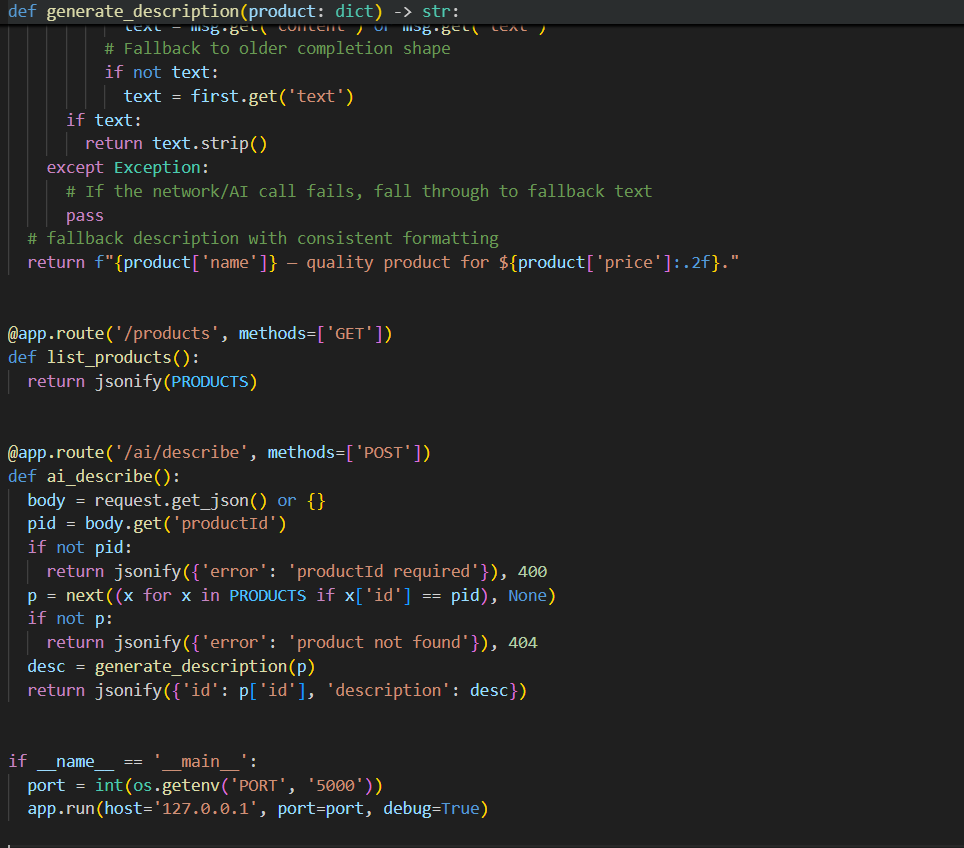 def generate_description(product: dict) -> str:
text = msg.get('content') or msg.get('text')
# Fallback to older completion shape
if not text:
text = first.get('text')
if text:
return text.strip()
except Exception:
# If the network/AI call fails, fall through to fallback text
pass
# fallback description with consistent formatting
return f"{product['name']} — quality product for ${product['price']:.2f}."
@app.route('/products', methods=['GET'])
def list_products():
return jsonify(PRODUCTS)
@app.route('/ai/describe', methods=['POST'])
def ai_describe():
body = request.get_json() or {}
pid = body.get('productId')
if not pid:
return jsonify({'error': 'productId required'}), 400
p = next((x for x in PRODUCTS if x['id'] == pid), None)
if not p:
return jsonify({'error': 'product not found'}), 404
desc = generate_description(p)
return jsonify({'id': p['id'], 'description': desc})
if __name__ == '__main__':
port = int(os.getenv('PORT', '5000'))
app.run(host='127.0.0.1', port=port, debug=True)